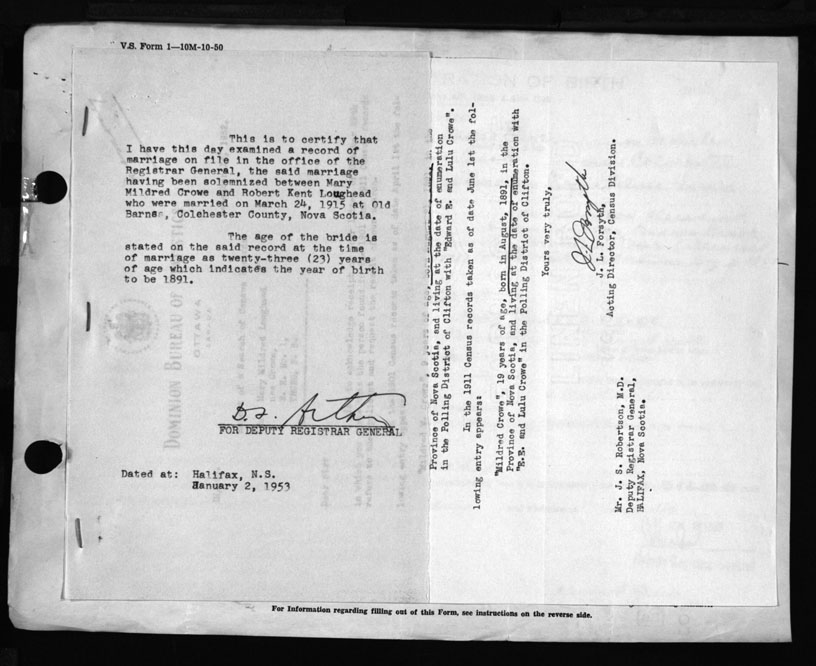 V.S. Form 1—10M-10-50
This is to certify that
I have this day examined a record of
marriage on file in the office of the
Registrar General, the said marriage
having been solemnized between Mary
Mildred Crowe and Robert Kent Loughead
who were married on March 24, 1915 at Old
Barns, Colchester County, Nova Scotia.
The age of the bride is
stated on the said record at the time
of marriage as twenty-three (23) years
of age which indicates the year of birth
to be 1891.
D.S. Arthur
FOR DEPUTY REGISTRAR GENERAL
Dated at: Halifax, N.S.
January 2, 1953
DOMINION BUREAU OF
OTTAWA
CANADA
Province of Nova Scotia, and living at the date of enumeration
in the Polling District of Clifton with "Edward E. and Lulu Crowe".
In the 1911 Census records taken as of date June 1st the fol-
lowing entry appears:
"Mildred Crowe", 19 years of age, born in August, 1891, in the
Province of Nova Scotia, and living at the date of enumeration with
"E.E. and Lulu Crowe" in the Polling District of Clifton.
Yours very truly,
J L Forsyth
J. L. Forsyth,
Acting Director, Census Division.
Mr. J. S. Robertson, M.D.
Deputy Registrar General,
HALIFAX, Nova Scotia.
For Information regarding filling out of this Form, see instructions on the reverse side.